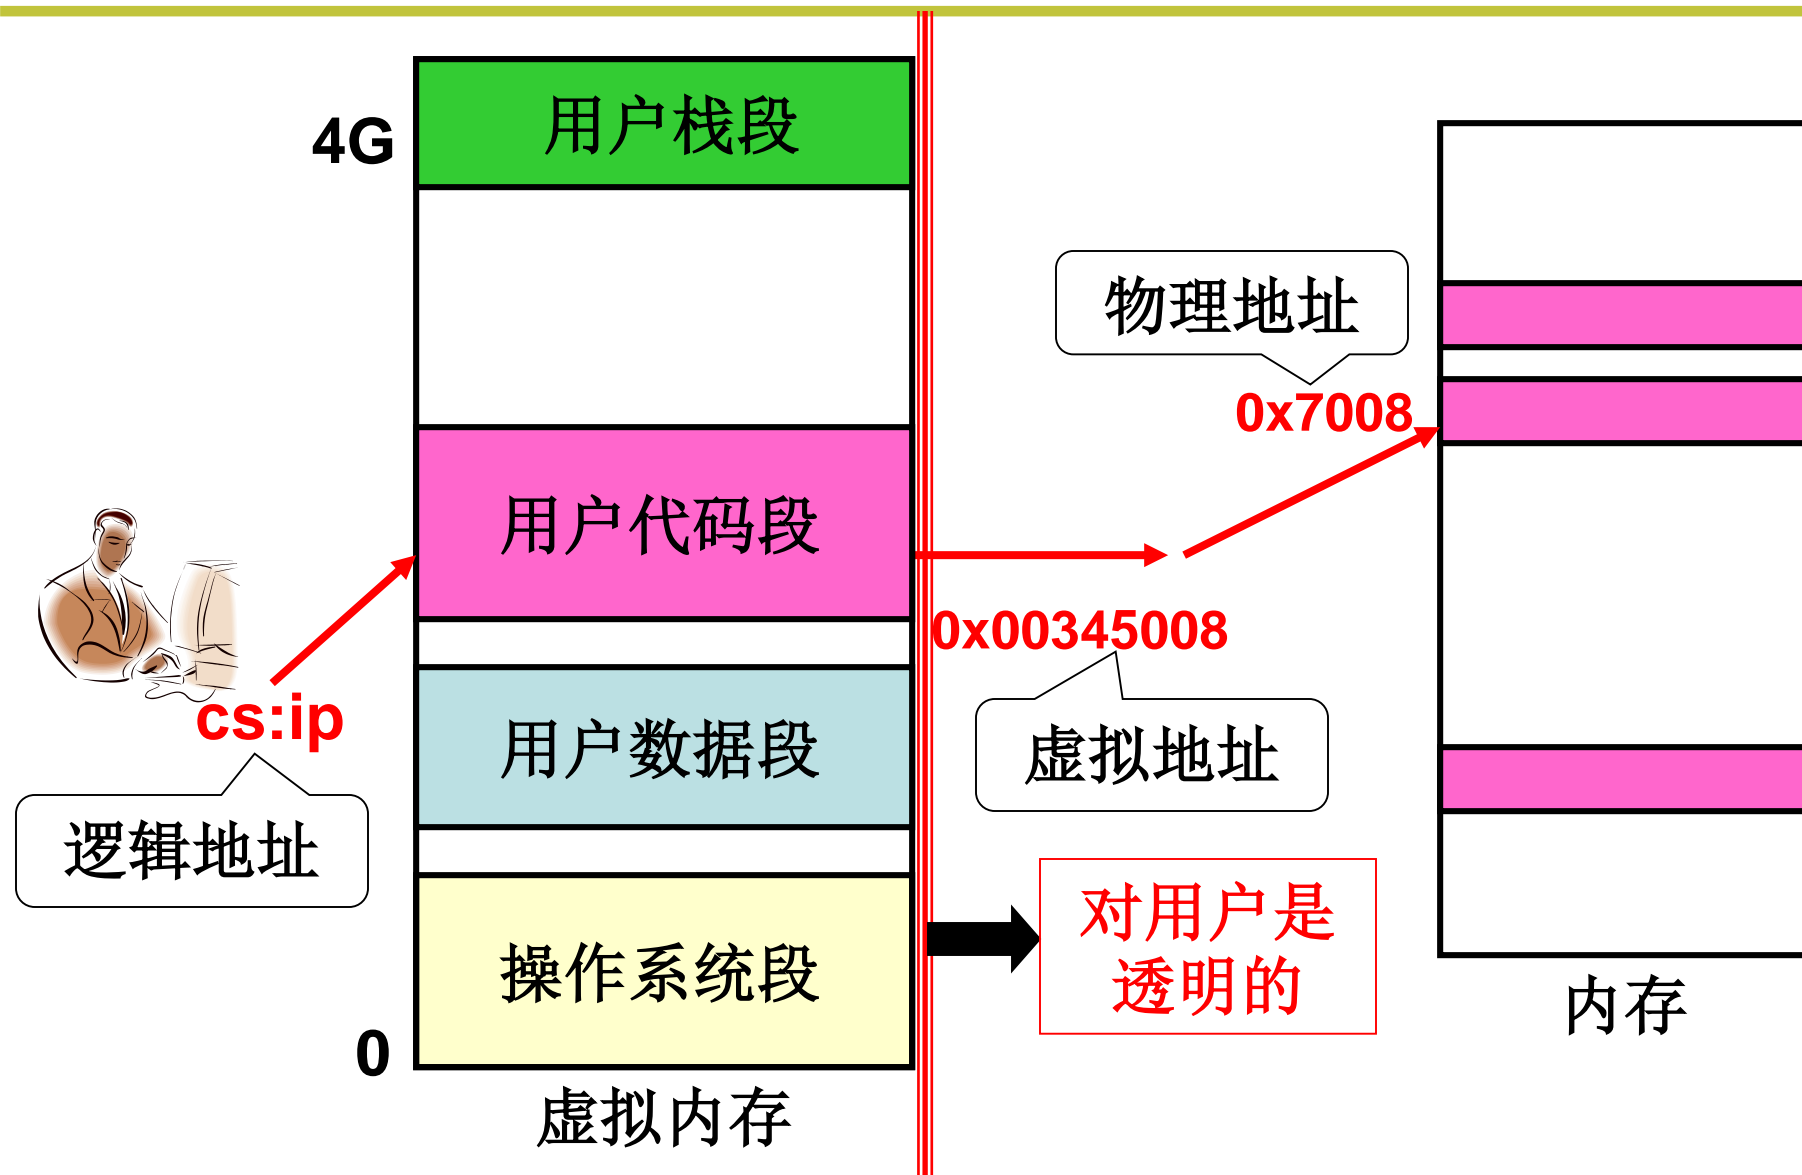 4G
用户栈段
物理地址
0x7008
用户代码段
0x00345008
cs:ip
用户数据段
虚拟地址
逻辑地址
对用户是
透明的
操作系统段
内存
0
虚拟内存